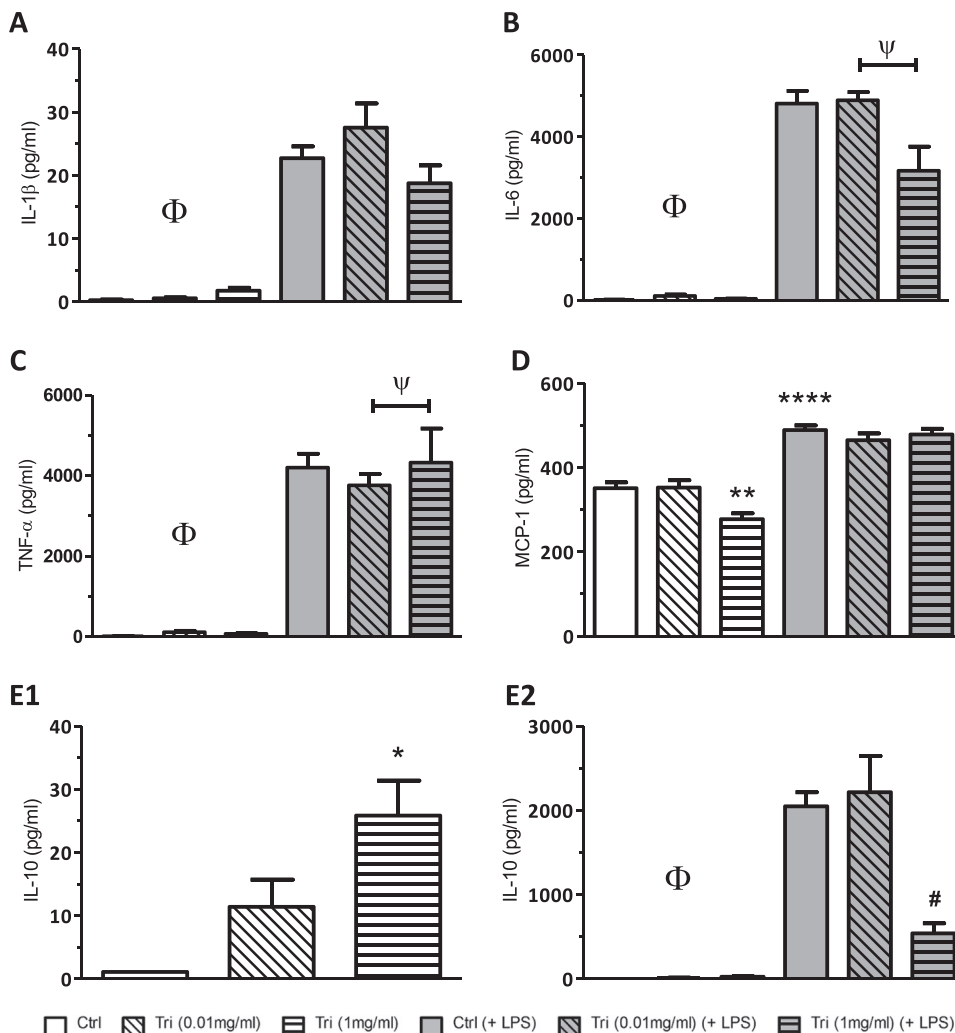 A
IL-1β (pg/ml)
40
30
20
10
0
Φ
B
IL-6 (pg/ml)
6000
4000
2000
0
Φ
Ψ
C
TNF-α (pg/ml)
6000
4000
2000
0
Φ
Ψ
D
MCP-1 (pg/ml)
600
400
200
0
**
****
E1
IL-10 (pg/ml)
40
30
20
10
0
*
E2
IL-10 (pg/ml)
3000
2000
1000
0
Φ
#
Ctrl Tri (0.01mg/ml) Tri (1mg/ml) Ctrl (+ LPS) Tri (0.01mg/ml) (+ LPS) Tri (1mg/ml) (+ LPS)